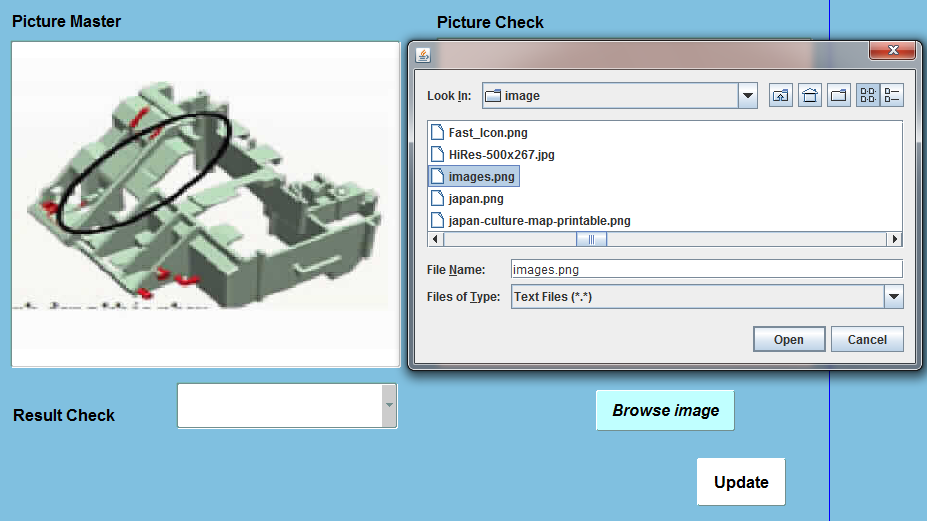 Picture Master
Picture Check
Look In:
image
Fast_Icon.png
HiRes-500x267.jpg
images.png
japan.png
japan-culture-map-printable.png
File Name:
images.png
Files of Type:
Text Files (*.*)
Open
Cancel
Result Check
Browse image
Update